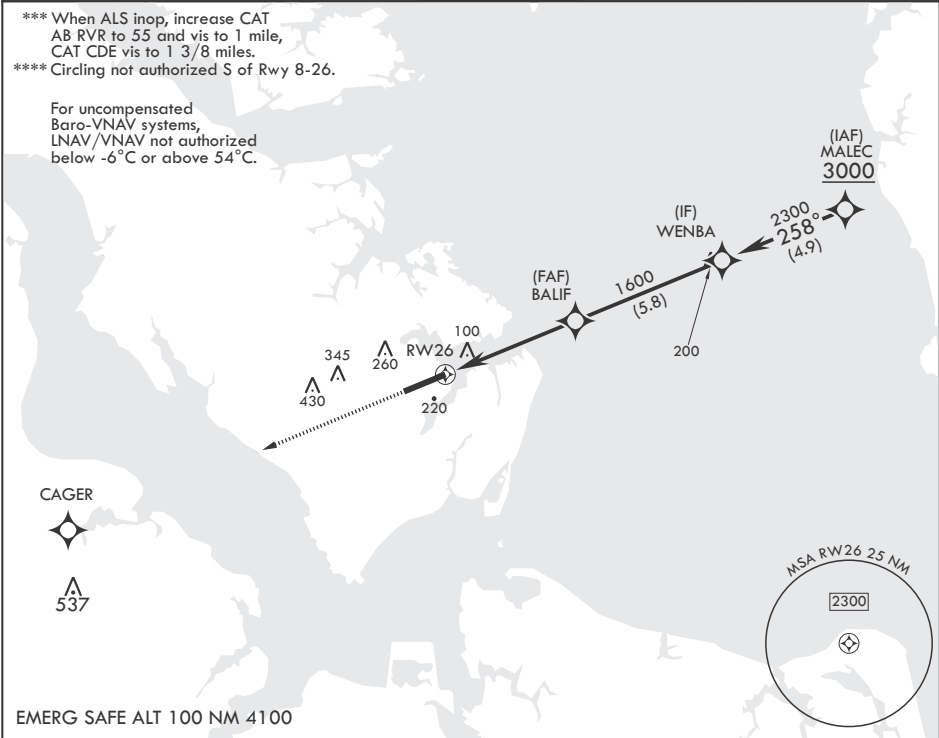 *** When ALS inop, increase CAT
AB RVR to 55 and vis to 1 mile,
CAT CDE vis to 1 3/8 miles.
**** Circling not authorized S of Rwy 8-26.
For uncompensated
Baro-VNAV systems,
LNAV/VNAV not authorized
below -6°C or above 54°C.
(IAF)
MALEC
3000
2300
258°
(4.9)
(IF)
WENBA
1600
(5.8)
(FAF)
BALIF
200
100
RW26
260
345
430
220
CAGER
537
MSA RW26 25 NM
2300
EMERG SAFE ALT 100 NM 4100